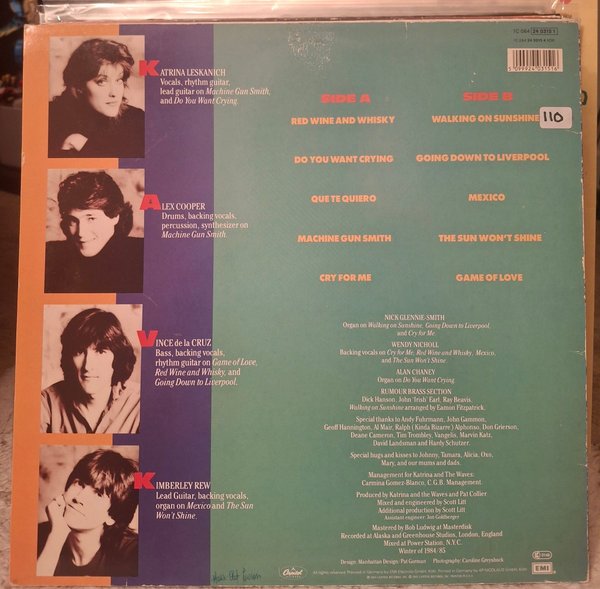 1C 064 24 0315 1
5 099924 031516
110
KATRINA LESKANICH
Vocals, rhythm guitar,
lead guitar on Machine Gun Smith,
and Do You Want Crying.
ALEX COOPER
Drums, backing vocals,
percussion, synthesizer on
Machine Gun Smith.
VINCE de la CRUZ
Bass, backing vocals,
rhythm guitar on Game of Love,
Red Wine and Whisky, and
Going Down to Liverpool.
KIMBERLEY REW
Lead Guitar, backing vocals,
organ on Mexico and The Sun
Won't Shine.
SIDE A
RED WINE AND WHISKY
DO YOU WANT CRYING
QUE TE QUIERO
MACHINE GUN SMITH
CRY FOR ME
SIDE B
WALKING ON SUNSHINE
GOING DOWN TO LIVERPOOL
MEXICO
THE SUN WON'T SHINE
GAME OF LOVE
NICK GLENNIE-SMITH
Organ on Walking on Sunshine, Going Down to Liverpool,
and Cry for Me.
WENDY NICHOLL
Backing vocals on Cry for Me, Red Wine and Whisky, Mexico,
and The Sun Won't Shine.
ALAN CHANEY
Organ on Do You Want Crying.
RUMOUR BRASS SECTION
Dick Hanson, John 'Irish' Earl, Ray Beavis.
Walking on Sunshine arranged by Eamon Fitzpatrick.
Special thanks to Andy Fuhrmann, John Gammon,
Geoff Hannington, Al Mair, Ralph (Kinda Bizarre) Alphonso, Don Grierson,
Deane Cameron, Tim Trombley, Vangelis, Marvin Katz,
David Landsman and Hardy Schutzer.
Special hugs and kisses to Johnny, Tamara, Alicia, Oxo,
Mary, and our mums and dads.
Management for Katrina and The Waves:
Carmina Gomez-Blanco, C.G.B. Management.
Produced by Katrina and the Waves and Pat Collier
Mixed and engineered by Scott Litt
Additional production by Scott Litt
Assistant engineer: Jon Goldberger
Mastered by Bob Ludwig at Masterdisk
Recorded at Alaska and Greenhouse Studios, London, England
Mixed at Power Station, N.Y.C.
Winter of 1984/85
Design: Manhattan Design / Pat Gorman Photography: Caroline Greyshock
Capitol
EMI